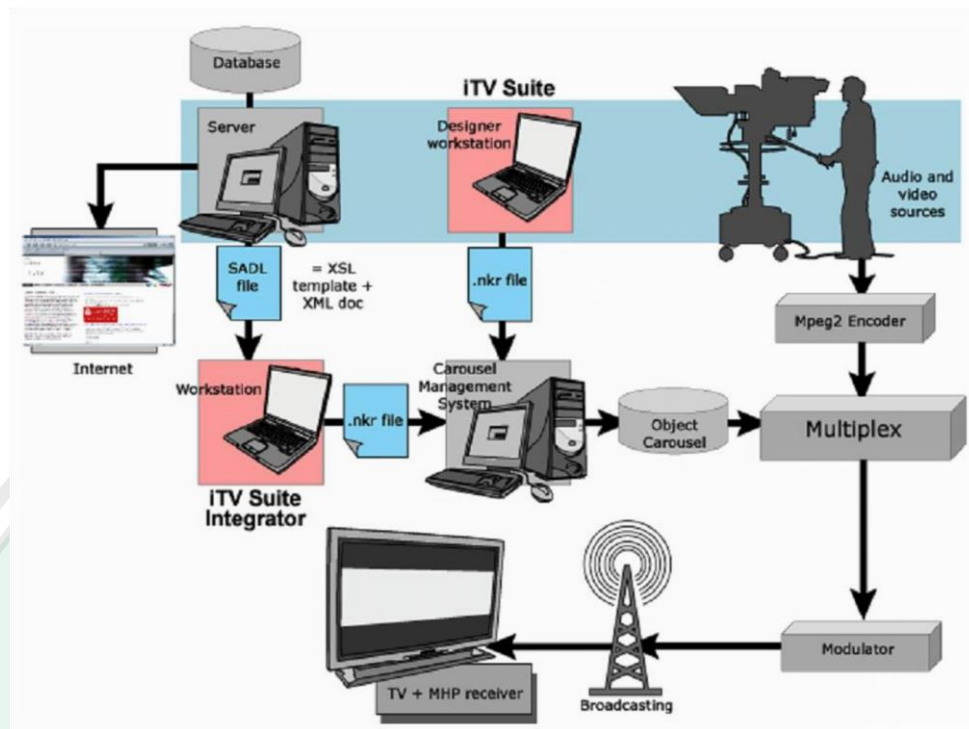 Database
iTV Suite
Server
Designer
workstation
Audio and
video
sources
SADL
file
= XSL
template +
XML doc
.nkr file
Mpeg2 Encoder
Internet
Workstation
.nkr file
Carousel
Management
System
Object
Carousel
Multiplex
iTV Suite
Integrator
Modulator
TV + MHP receiver
Broadcasting